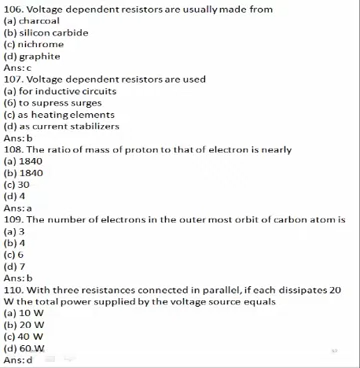 106. Voltage dependent resistors are usually made from
(a) charcoal
(b) silicon carbide
(c) nichrome
(d) graphite
Ans: c
107. Voltage dependent resistors are used
(a) for inductive circuits
(6) to supress surges
(c) as heating elements
(d) as current stabilizers
Ans: b
108. The ratio of mass of proton to that of electron is nearly
(a) 1840
(b) 1840
(c) 30
(d) 4
Ans: a
109. The number of electrons in the outer most orbit of carbon atom is
(a) 3
(b) 4
(c) 6
(d) 7
Ans: b
110. With three resistances connected in parallel, if each dissipates 20
W the total power supplied by the voltage source equals
(a) 10 W
(b) 20 W
(c) 40 W
(d) 60 W
Ans: d